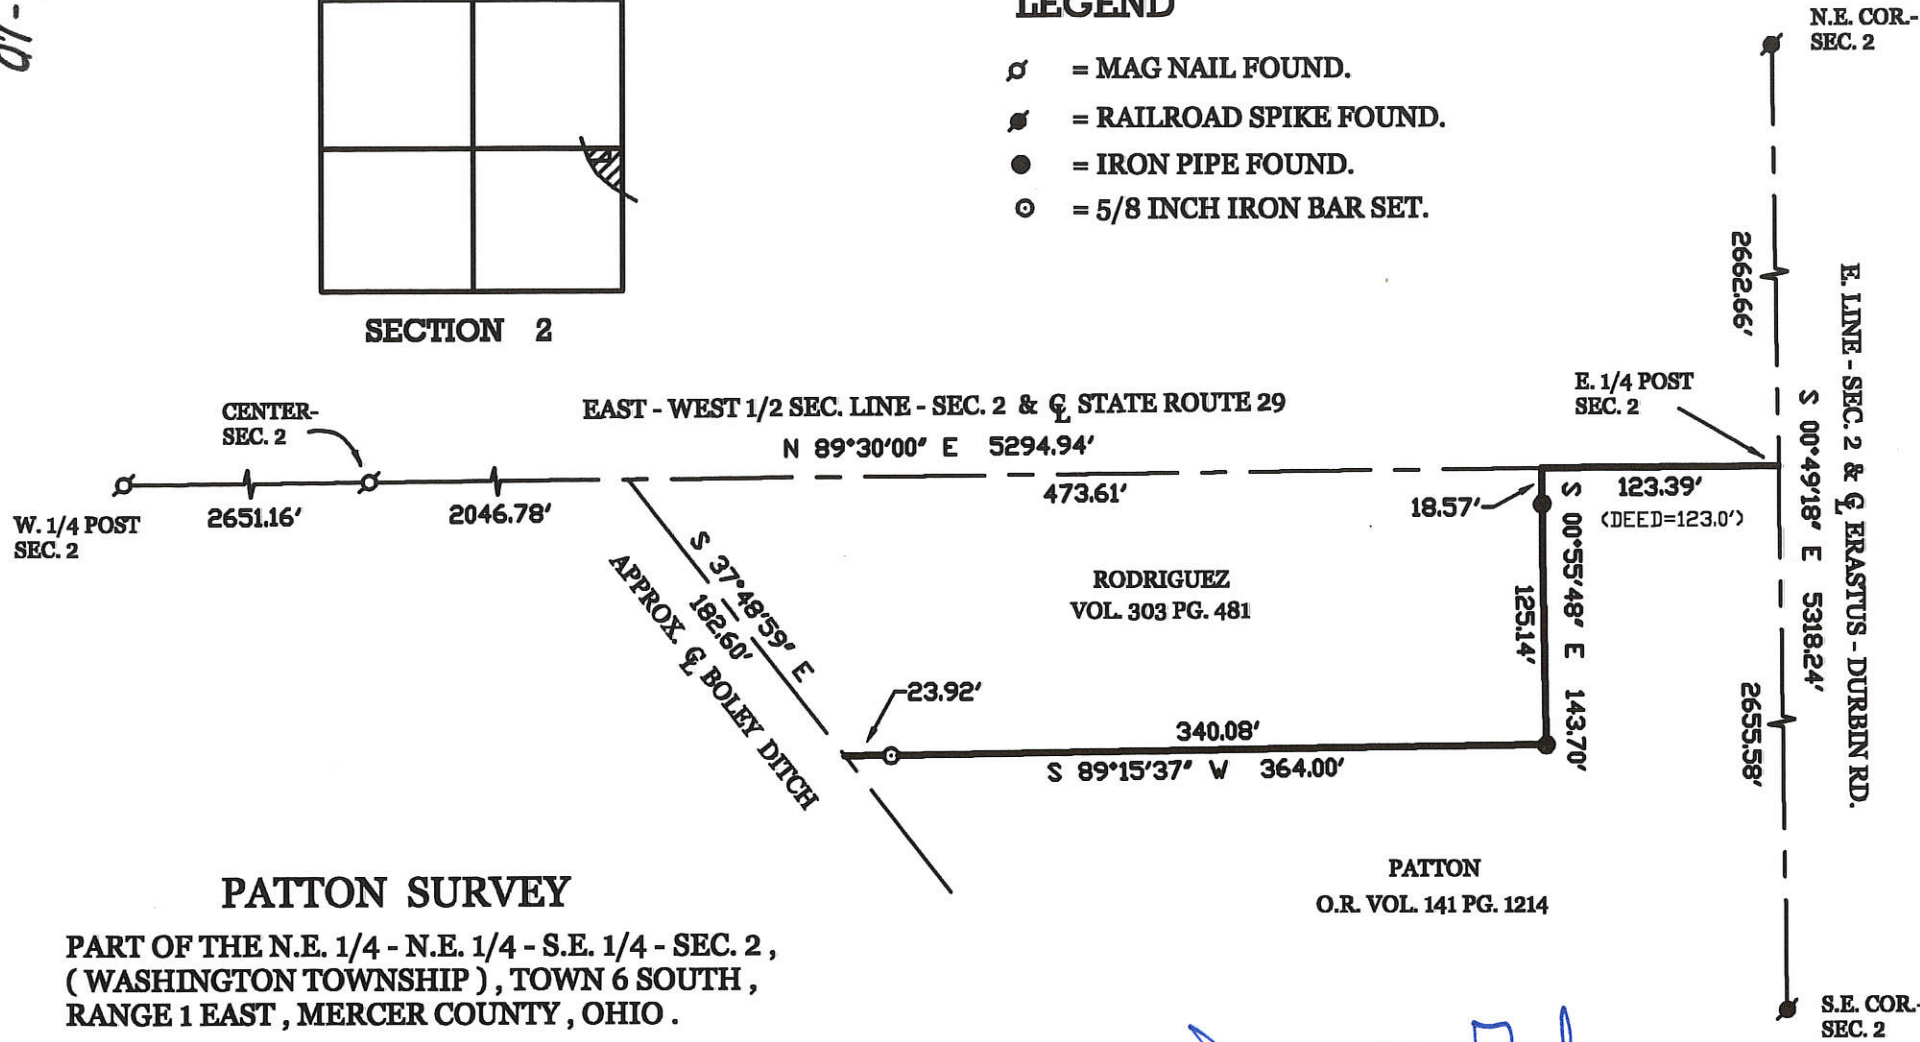 LEGEND
= MAG NAIL FOUND.
= RAILROAD SPIKE FOUND.
= IRON PIPE FOUND.
= 5/8 INCH IRON BAR SET.
N.E. COR.-
SEC. 2
SECTION 2
2662.66'
E. LINE - SEC. 2 & ℄ ERASTUS - DURBIN RD.
S 00°49'18" E 5318.24'
2655.58'
E. 1/4 POST
SEC. 2
CENTER-
SEC. 2
EAST - WEST 1/2 SEC. LINE - SEC. 2 & ℄ STATE ROUTE 29
N 89°30'00" E 5294.94'
W. 1/4 POST
SEC. 2
2651.16'
2046.78'
473.61'
18.57'
123.39'
(DEED=123.0')
S 00°55'48" E 143.70'
125.14'
S 37°48'59" E
182.60'
APPROX. ℄ BOLEY DITCH
RODRIGUEZ
VOL. 303 PG. 481
23.92'
340.08'
S 89°15'37" W 364.00'
PATTON
O.R. VOL. 141 PG. 1214
PATTON SURVEY
PART OF THE N.E. 1/4 - N.E. 1/4 - S.E. 1/4 - SEC. 2 ,
( WASHINGTON TOWNSHIP ) , TOWN 6 SOUTH ,
RANGE 1 EAST , MERCER COUNTY , OHIO .
S.E. COR.-
SEC. 2